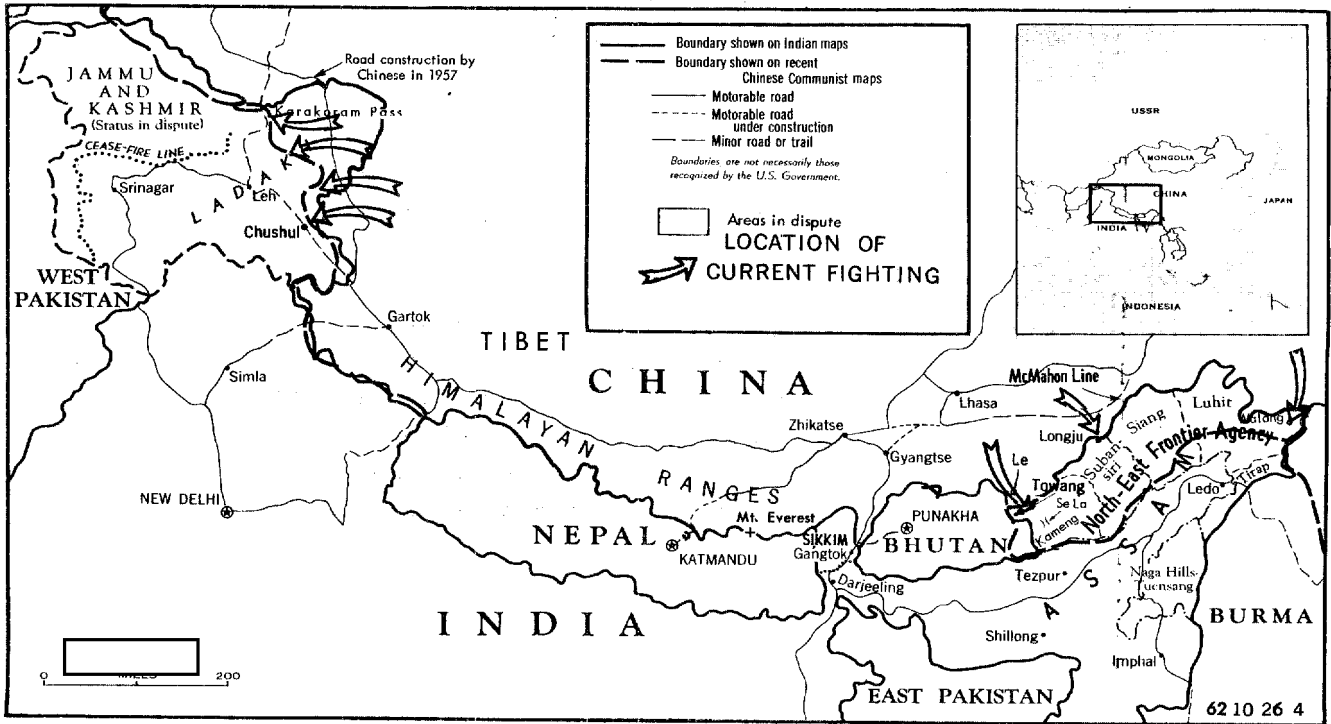 Road construction by
Chinese in 1957
JAMMU
AND
KASHMIR
(Status in dispute)
CEASE-FIRE LINE
Karakoram Pass
Srinagar
LADAK
Leh
Chushul
WEST
PAKISTAN
Boundary shown on Indian maps
Boundary shown on recent
Chinese Communist maps
Motorable road
Motorable road
under construction
Minor road or trail
Boundaries are not necessarily those
recognized by the U.S. Government.
Areas in dispute
LOCATION OF
CURRENT FIGHTING
USSR
MONGOLIA
CHINA
JAPAN
INDIA
INDONESIA
Gartok
TIBET
Simla
CHINA
HIMALAYAN RANGES
McMahon Line
Lhasa
Zhikatse
Gyangtse
Longju
Le
Towang
Se La
Kameng
Suban-
siri
Siang
Luhit
North-East Frontier Agency
Tirap
Ledo
NEW DELHI
NEPAL
Mt. Everest
KATMANDU
SIKKIM
Gangtok
PUNAKHA
BHUTAN
Darjeeling
Tezpur
ASSAM
Naga Hills-
Tuensang
INDIA
Shillong
Imphal
BURMA
EAST PAKISTAN
0 200
62 10 26 4